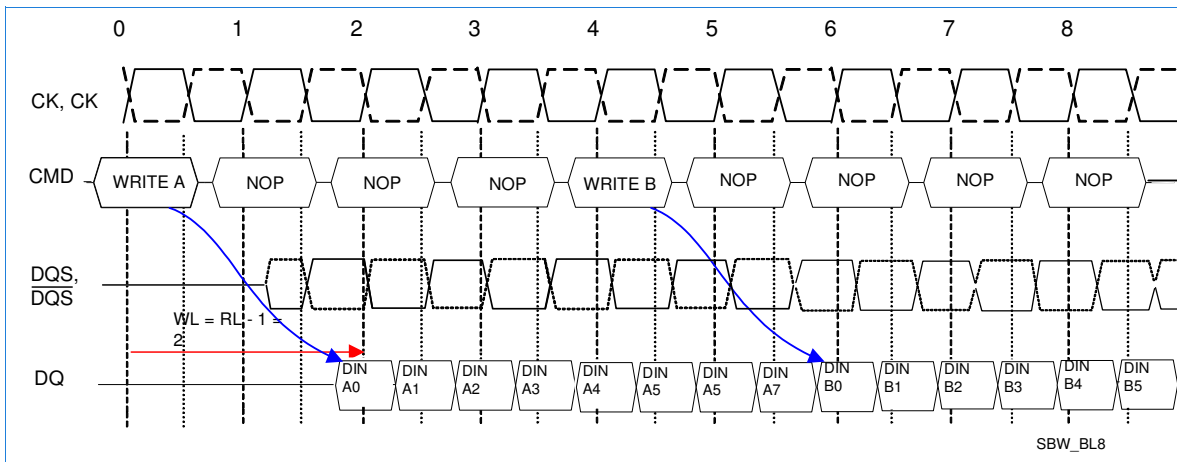 0 1 2 3 4 5 6 7 8
CK, CK
CMD WRITE A NOP NOP NOP WRITE B NOP NOP NOP NOP
DQS,
DQS
WL = RL - 1 =
2
DQ
DIN DIN DIN DIN DIN DIN DIN DIN DIN DIN DIN DIN DIN DIN
A0 A1 A2 A3 A4 A5 A5 A7 B0 B1 B2 B3 B4 B5
SBW_BL8